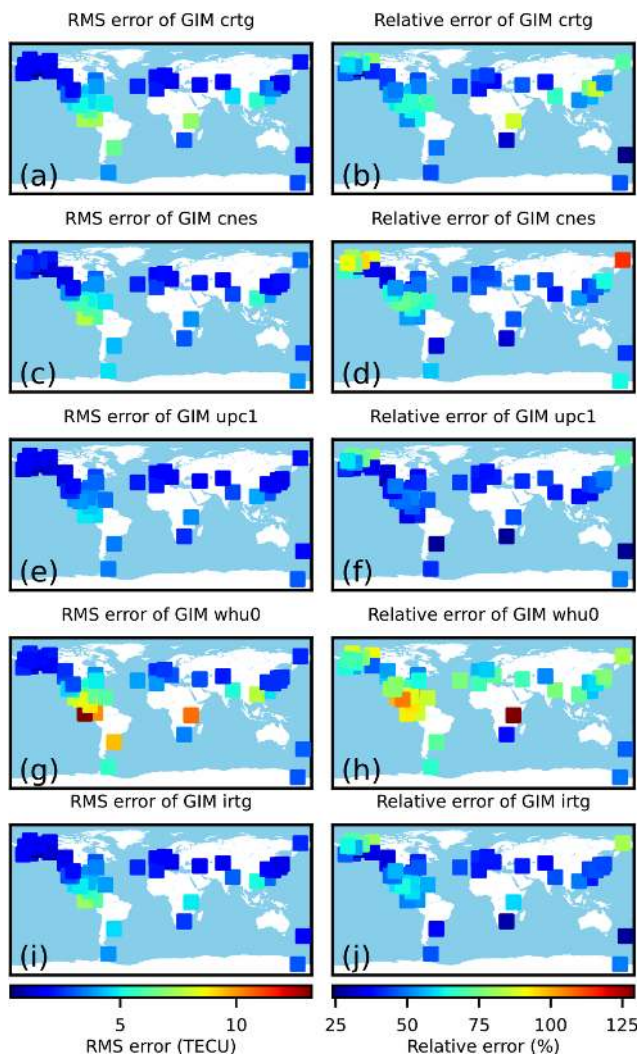 RMS error of GIM crtg
Relative error of GIM crtg
(a)
(b)
RMS error of GIM cnes
Relative error of GIM cnes
(c)
(d)
RMS error of GIM upc1
Relative error of GIM upc1
(e)
(f)
RMS error of GIM whu0
Relative error of GIM whu0
(g)
(h)
RMS error of GIM irtg
Relative error of GIM irtg
(i)
(j)
5 10
25 50 75 100 125
RMS error (TECU)
Relative error (%)